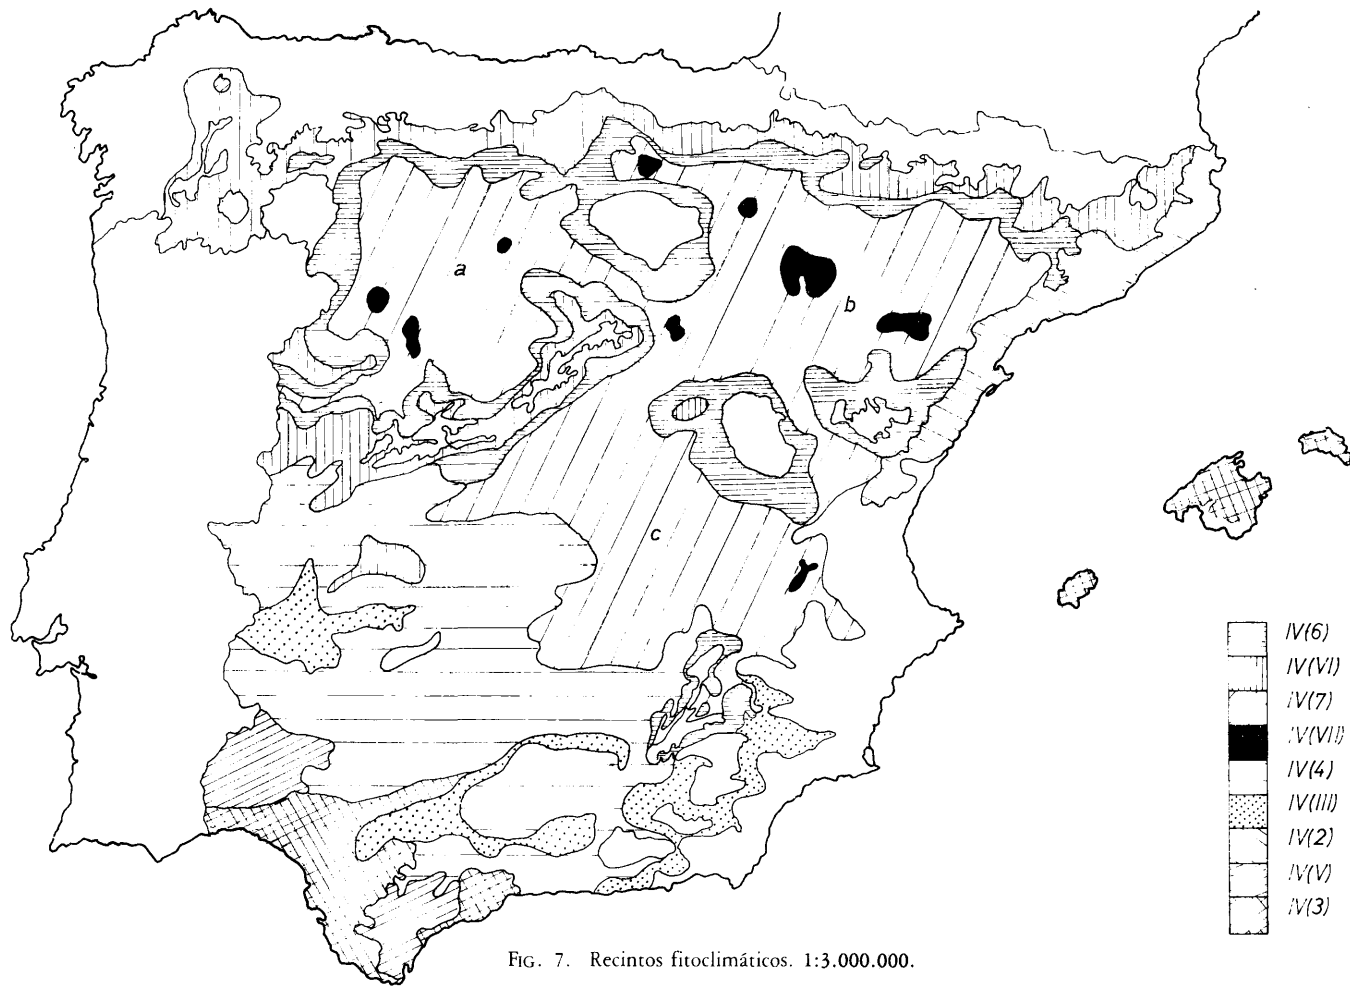 a
b
c
IV(6)
IV(VI)
IV(7)
IV(VII)
IV(4)
IV(III)
IV(2)
IV(V)
IV(3)
FIG. 7. Recintos fitoclimáticos. 1:3.000.000.